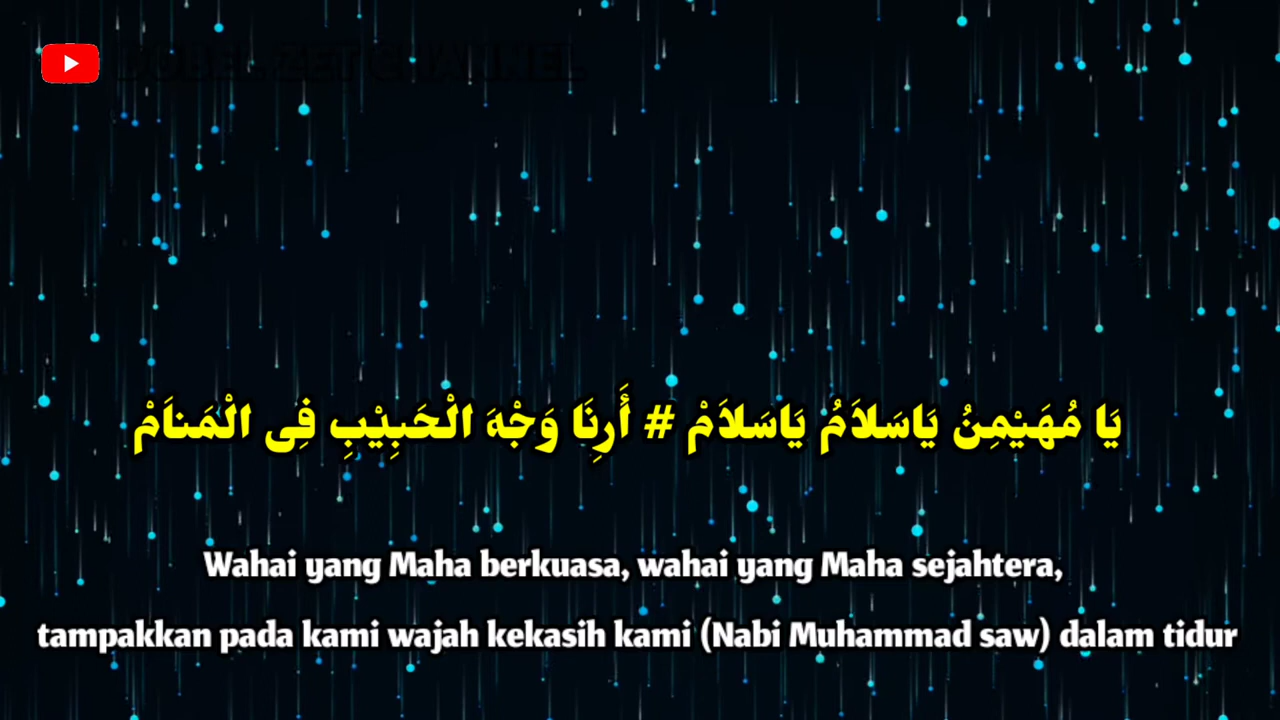 يَا مُهَيْمِنُ يَاسَلاَمُ يَاسَلاَمْ # أَرِنَا وَجْهَ الْحَبِيْبِ فِى الْمَناَمْ
Wahai yang Maha berkuasa, wahai yang Maha sejahtera,
tampakkan pada kami wajah kekasih kami (Nabi Muhammad saw) dalam tidur